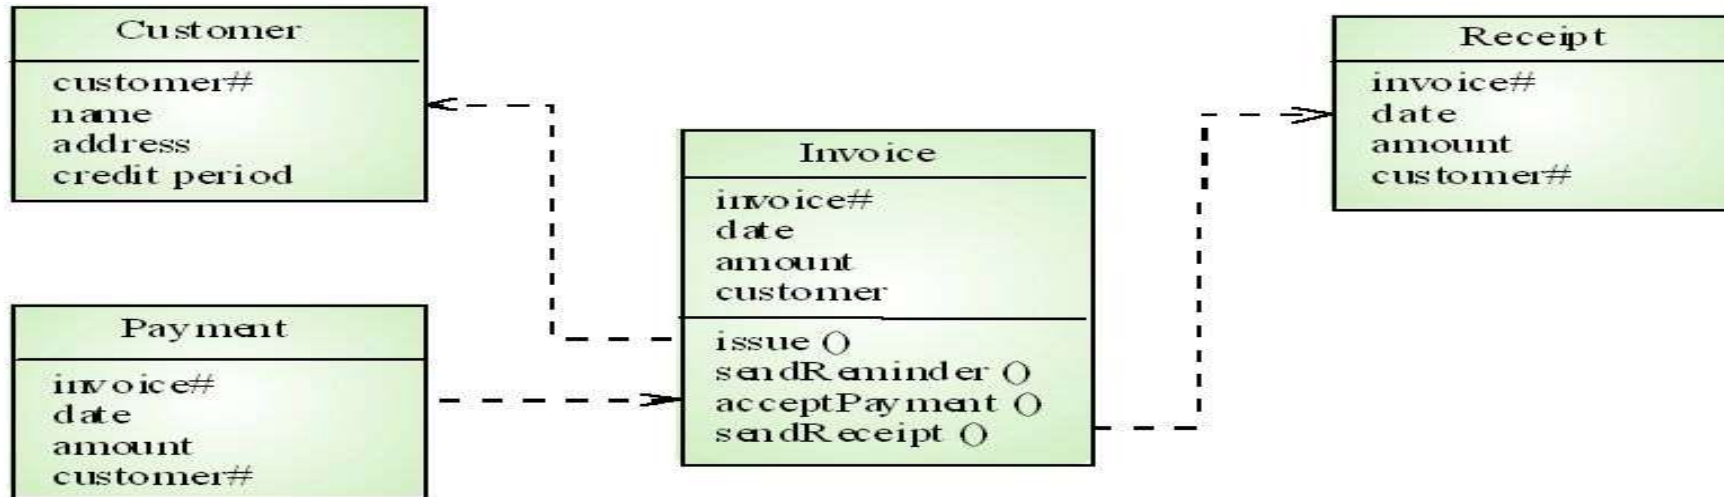 Customer
customer#
name
address
credit period
Payment
invoice#
date
amount
customer#
Invoice
invoice#
date
amount
customer
issue ()
sendReminder ()
acceptPayment ()
sendReceipt ()
Receipt
invoice#
date
amount
customer#